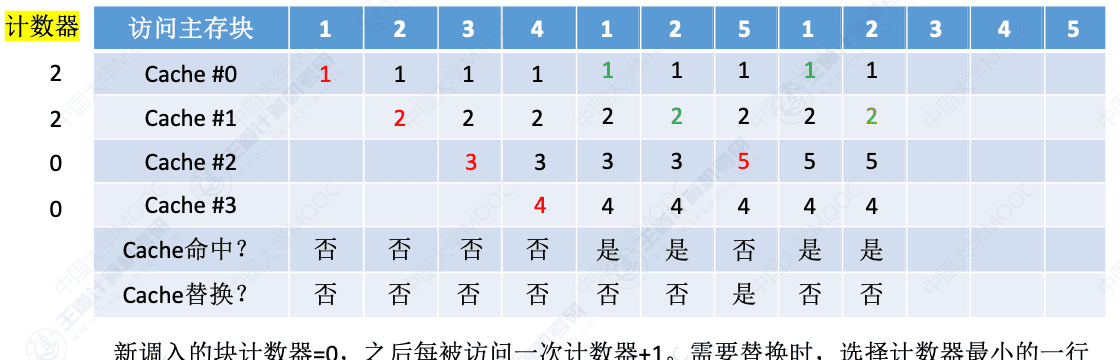 计数器 访问主存块 1 2 3 4 1 2 5 1 2 3 4 5
2 Cache #0 1 1 1 1 1 1 1 1 1
2 Cache #1 2 2 2 2 2 2 2 2
0 Cache #2 3 3 3 3 5 5 5
0 Cache #3 4 4 4 4 4 4
Cache命中? 否 否 否 否 是 是 否 是 是
Cache替换? 否 否 否 否 否 否 是 否 否
新调入的块计数器=0，之后每被访问一次计数器+1。需要替换时，选择计数器最小的一行